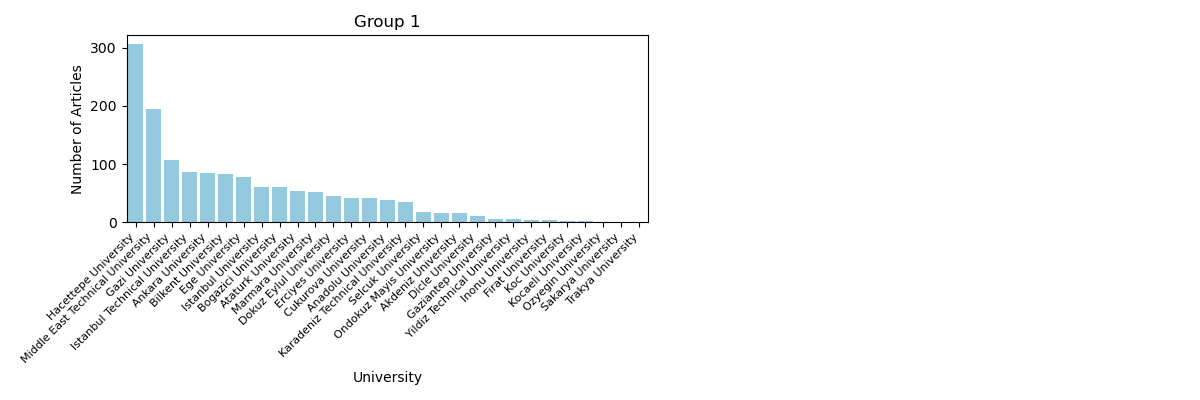 Group 1
Number of Articles
300
200
100
0
Hacettepe University
Middle East Technical University
Gazi University
Istanbul Technical University
Ankara University
Bilkent University
Ege University
Istanbul University
Bogazici University
Ataturk University
Marmara University
Dokuz Eylul University
Erciyes University
Cukurova University
Anadolu University
Karadeniz Technical University
Selcuk University
Ondokuz Mayis University
Akdeniz University
Dicle University
Gaziantep University
Yildiz Technical University
Inonu University
Firat University
Koc University
Kocaeli University
Ozyegin University
Sakarya University
Trakya University
University